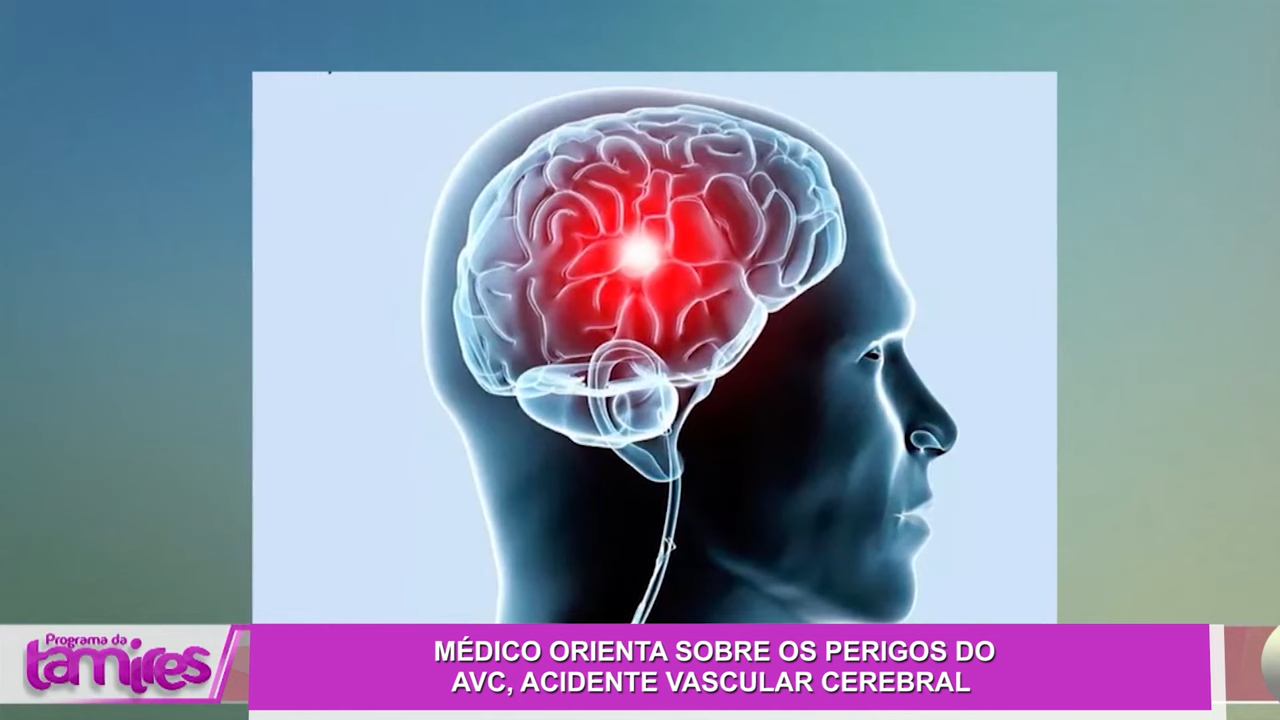 Programa da
tamires
MÉDICO ORIENTA SOBRE OS PERIGOS DO
AVC, ACIDENTE VASCULAR CEREBRAL